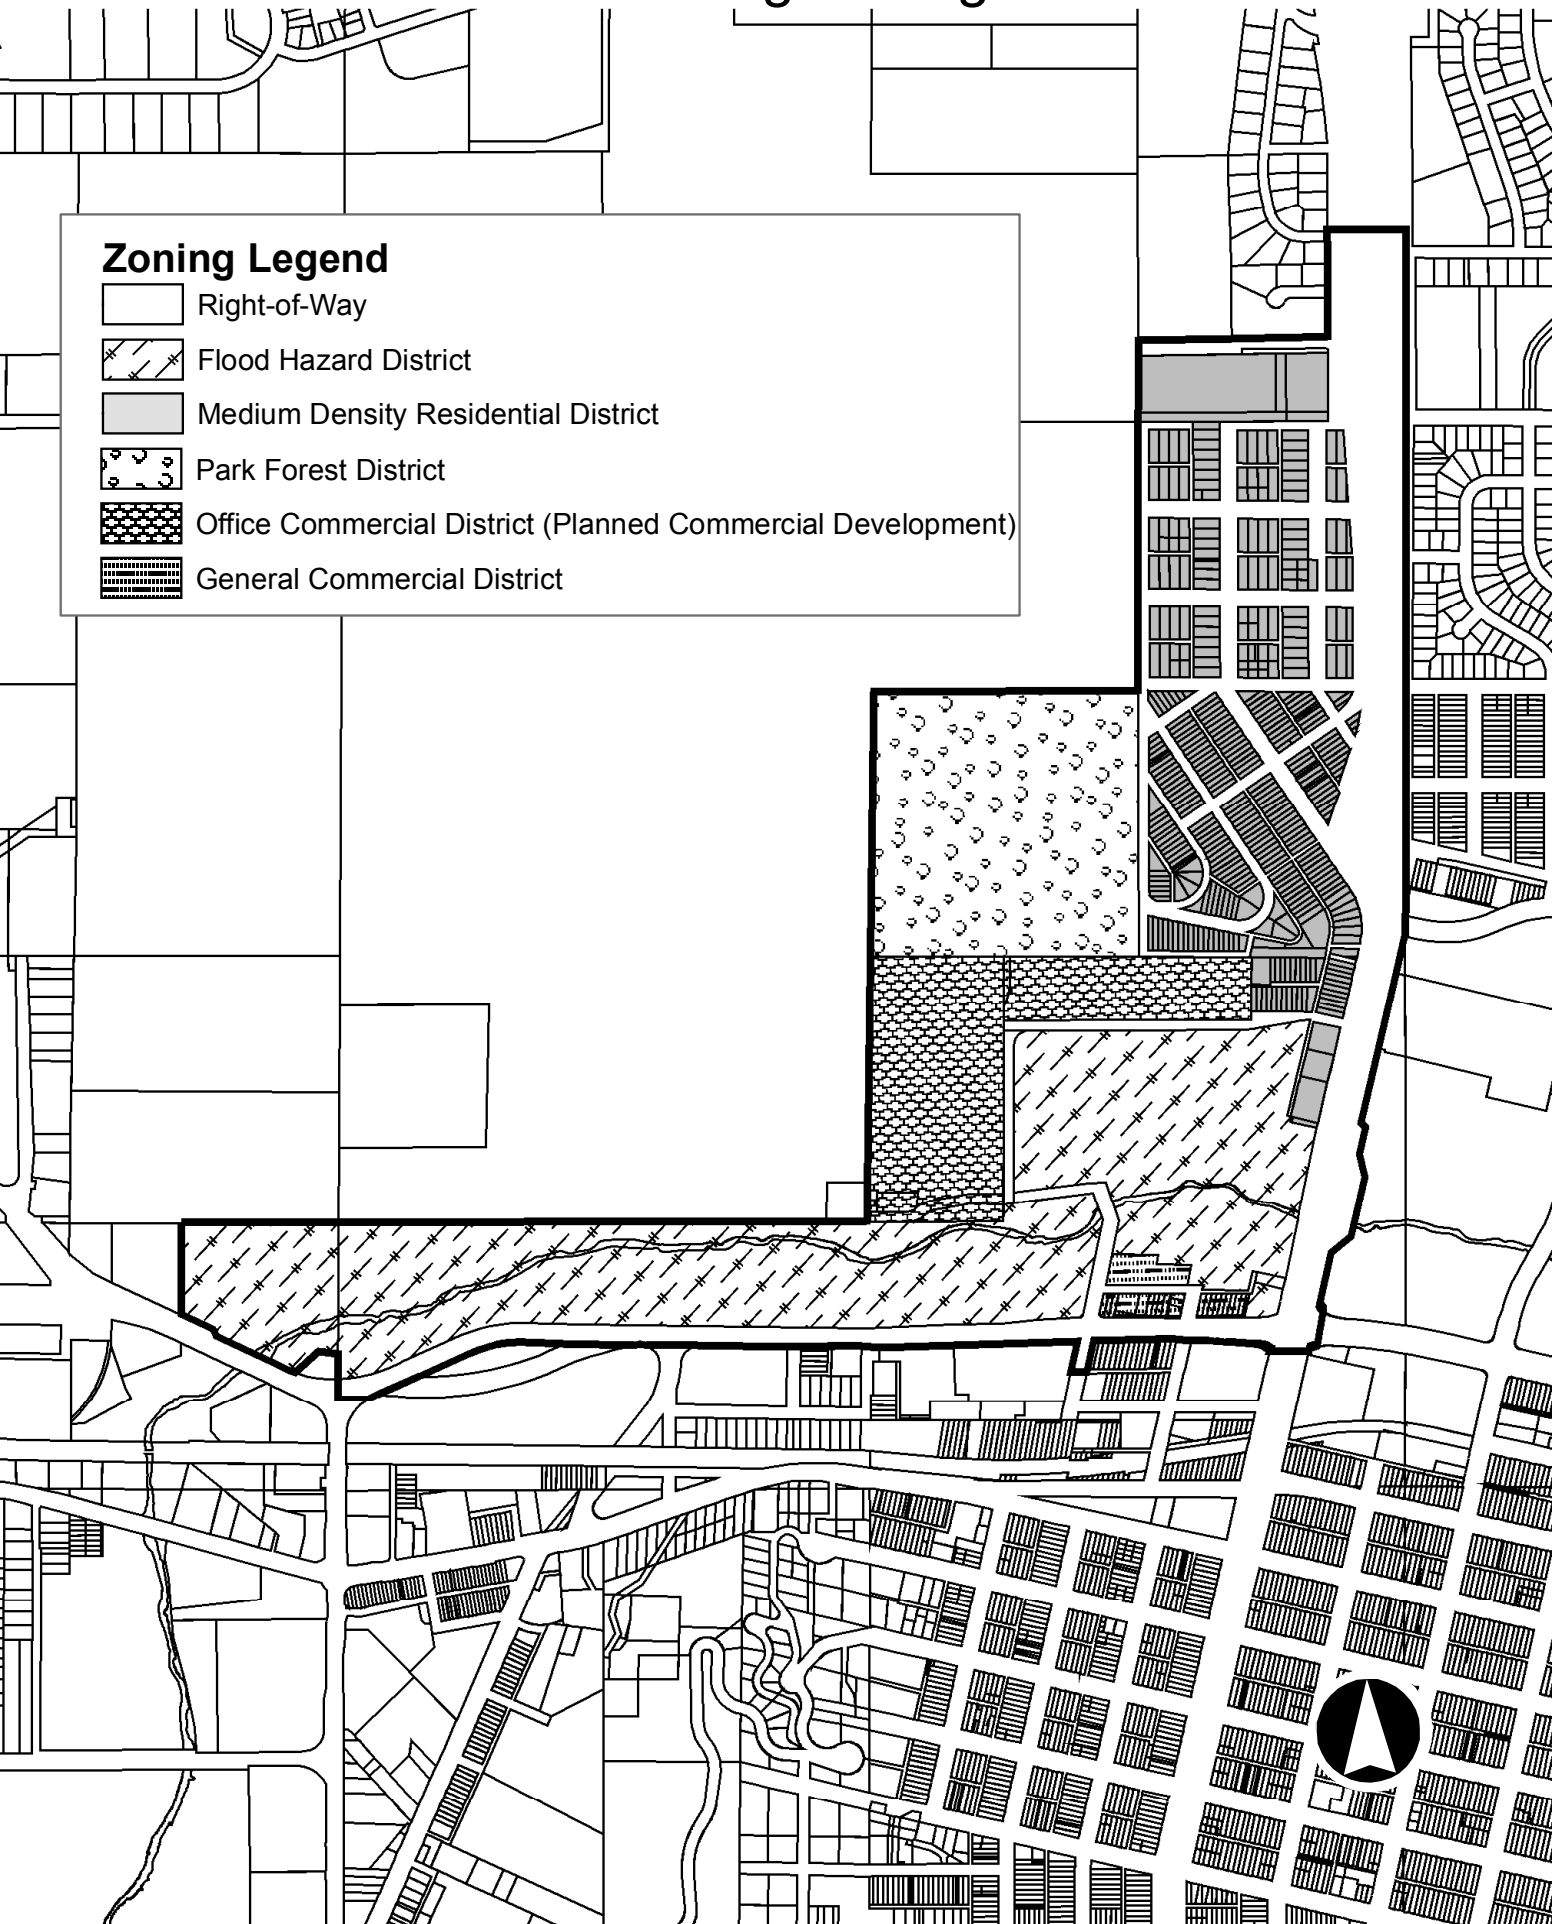 Zoning Legend
Right-of-Way
Flood Hazard District
Medium Density Residential District
Park Forest District
Office Commercial District (Planned Commercial Development)
General Commercial District